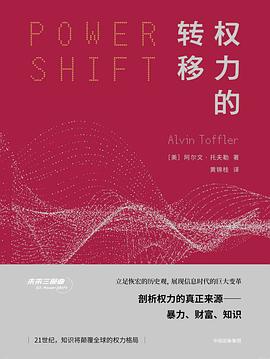 POWER
SHIFT
权力的
转移
Alvin Toffler
[美] 阿尔文·托夫勒 著
黄锦桂 译
未来三部曲
立足恢宏的历史观,展现信息时代的巨大变革
剖析权力的真正来源——
暴力、财富、知识
21世纪,知识将颠覆全球的权力格局
中信出版集团